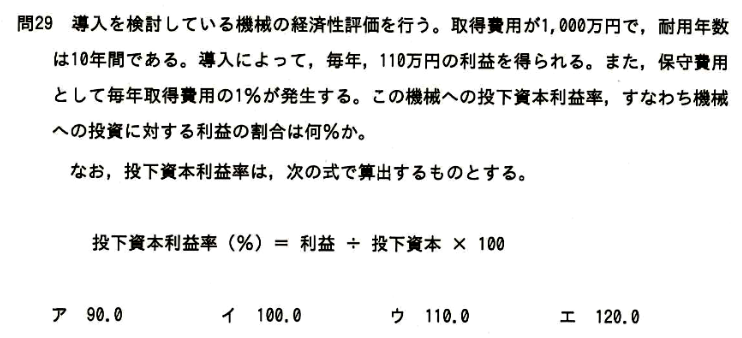 問29 導入を検討している機械の経済性評価を行う。取得費用が1,000万円で，耐用年数
は10年間である。導入によって，毎年，110万円の利益を得られる。また，保守費用
として毎年取得費用の1％が発生する。この機械への投下資本利益率，すなわち機械
への投資に対する利益の割合は何％か。
なお，投下資本利益率は，次の式で算出するものとする。
投下資本利益率（％）＝ 利益 ÷ 投下資本 × 100
ア 90.0 イ 100.0 ウ 110.0 エ 120.0